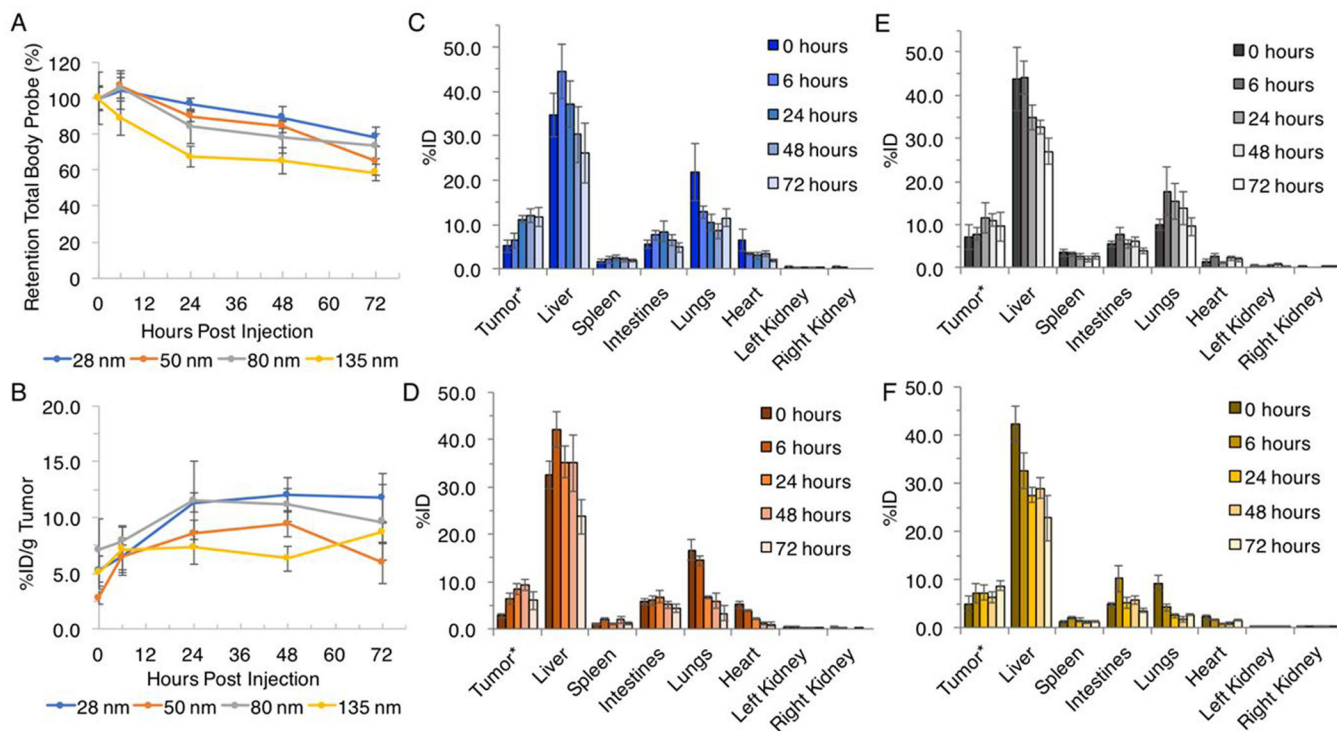 A
Retention Total Body Probe (%)
120
100
80
60
40
20
0
0 12 24 36 48 60 72
Hours Post Injection
28 nm 50 nm 80 nm 135 nm
B
%ID/g Tumor
20.0
15.0
10.0
5.0
0.0
0 12 24 36 48 60 72
Hours Post Injection
28 nm 50 nm 80 nm 135 nm
C
%ID
50.0
40.0
30.0
20.0
10.0
0.0
0 hours
6 hours
24 hours
48 hours
72 hours
Tumor*
Liver
Spleen
Intestines
Lungs
Heart
Left Kidney
Right Kidney
D
%ID
50.0
40.0
30.0
20.0
10.0
0.0
0 hours
6 hours
24 hours
48 hours
72 hours
Tumor*
Liver
Spleen
Intestines
Lungs
Heart
Left Kidney
Right Kidney
E
%ID
50.0
40.0
30.0
20.0
10.0
0.0
0 hours
6 hours
24 hours
48 hours
72 hours
Tumor*
Liver
Spleen
Intestines
Lungs
Heart
Left Kidney
Right Kidney
F
%ID
50.0
40.0
30.0
20.0
10.0
0.0
0 hours
6 hours
24 hours
48 hours
72 hours
Tumor*
Liver
Spleen
Intestines
Lungs
Heart
Left Kidney
Right Kidney